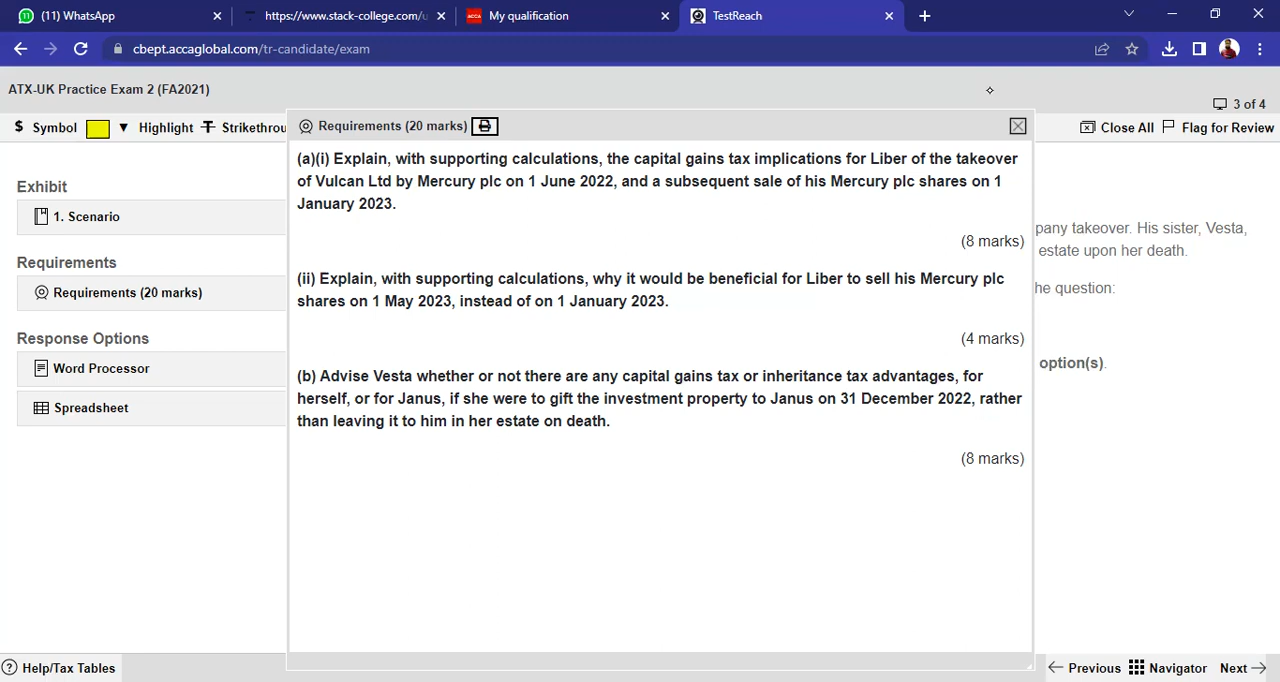 (11) WhatsApp
https://www.stack-college.com/u
ACCA My qualification
TestReach
cbept.accaglobal.com/tr-candidate/exam
ATX-UK Practice Exam 2 (FA2021)
3 of 4
$ Symbol Highlight Strikethrou
Close All Flag for Review
Requirements (20 marks)
(a)(i) Explain, with supporting calculations, the capital gains tax implications for Liber of the takeover
of Vulcan Ltd by Mercury plc on 1 June 2022, and a subsequent sale of his Mercury plc shares on 1
January 2023.
(8 marks)
(ii) Explain, with supporting calculations, why it would be beneficial for Liber to sell his Mercury plc
shares on 1 May 2023, instead of on 1 January 2023.
(4 marks)
(b) Advise Vesta whether or not there are any capital gains tax or inheritance tax advantages, for
herself, or for Janus, if she were to gift the investment property to Janus on 31 December 2022, rather
than leaving it to him in her estate on death.
(8 marks)
Exhibit
1. Scenario
Requirements
Requirements (20 marks)
Response Options
Word Processor
Spreadsheet
pany takeover. His sister, Vesta,
estate upon her death.
he question:
option(s).
Help/Tax Tables
Previous Navigator Next